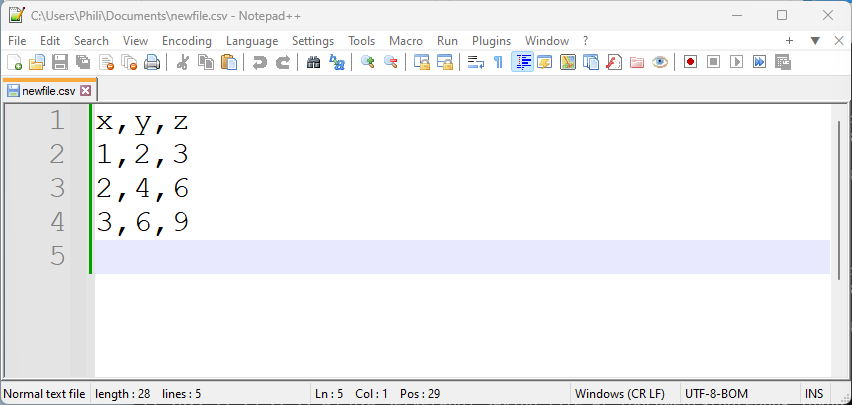 C:\Users\Phili\Documents\newfile.csv - Notepad++
File Edit Search View Encoding Language Settings Tools Macro Run Plugins Window ?
newfile.csv
1 x,y,z
2 1,2,3
3 2,4,6
4 3,6,9
5
Normal text file length : 28 lines : 5 Ln : 5 Col : 1 Pos : 29 Windows (CR LF) UTF-8-BOM INS